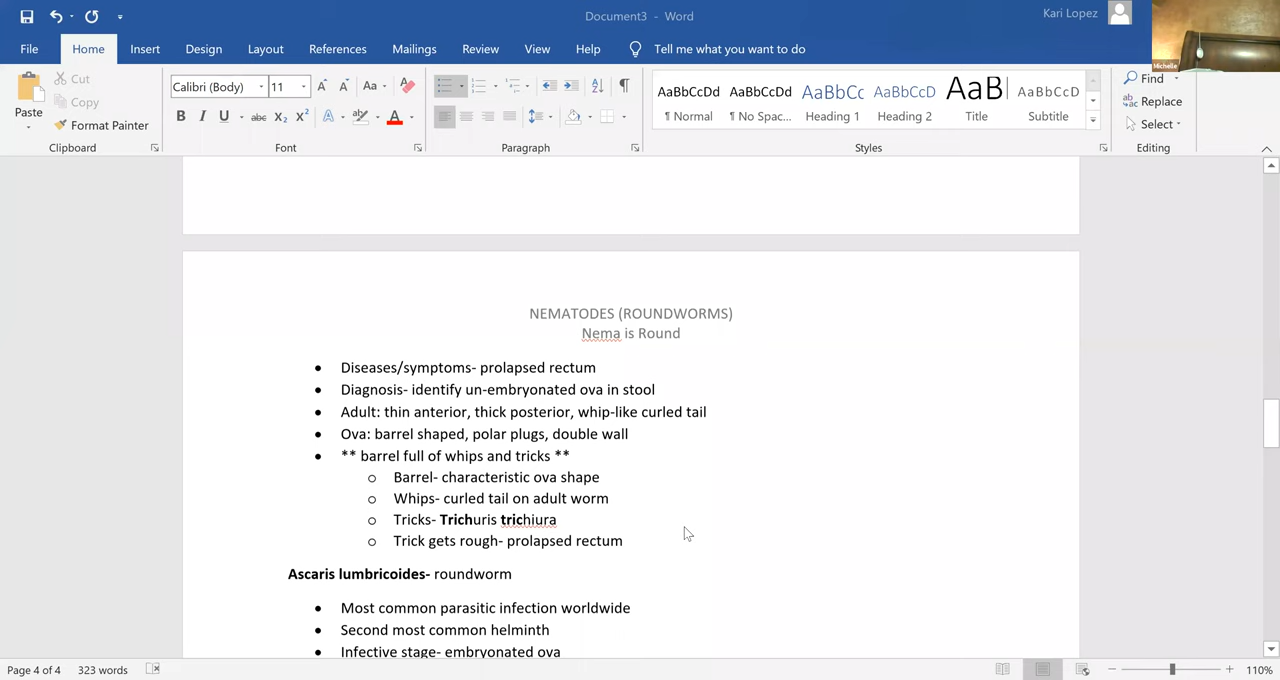 Document3 - Word
Kari Lopez
File Home Insert Design Layout References Mailings Review View Help Tell me what you want to do
Michelle
Paste
Cut
Copy
Format Painter
Clipboard
Calibri (Body) 11
Font
Paragraph
AaBbCcDd AaBbCcDd AaBbCc AaBbCcD AaB AaBbCcD
¶ Normal ¶ No Spac... Heading 1 Heading 2 Title Subtitle
Styles
Find
Replace
Select
Editing
NEMATODES (ROUNDWORMS)
Nema is Round
• Diseases/symptoms- prolapsed rectum
• Diagnosis- identify un-embryonated ova in stool
• Adult: thin anterior, thick posterior, whip-like curled tail
• Ova: barrel shaped, polar plugs, double wall
• ** barrel full of whips and tricks **
o Barrel- characteristic ova shape
o Whips- curled tail on adult worm
o Tricks- Trichuris trichiura
o Trick gets rough- prolapsed rectum
Ascaris lumbricoides- roundworm
• Most common parasitic infection worldwide
• Second most common helminth
• Infective stage- embryonated ova
Page 4 of 4 323 words
110%